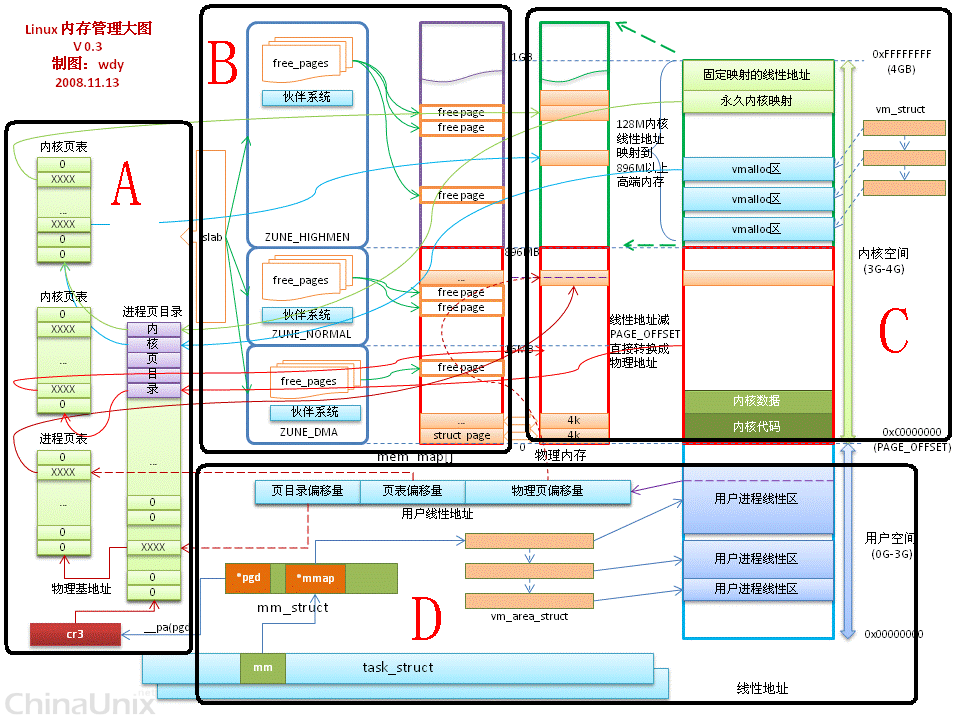 Linux 内存管理大图
V 0.3
制图：wdy
2008.11.13
A
内核页表
0
XXXX
...
XXXX
0
0
内核页表
0
XXXX
...
XXXX
0
进程页目录
内
核
页
目
录
...
0
0
XXXX
0
0
进程页表
0
XXXX
...
0
0
物理基地址
cr3
B
slab
free_pages
伙伴系统
ZUNE_HIGHMEN
free_pages
伙伴系统
ZUNE_NORMAL
free_pages
伙伴系统
ZUNE_DMA
free page
free page
free page
...
free page
free page
free page
...
struct page
mem_map[]
C
1GB
896MB
16MB
0
4k
4k
物理内存
128M内核
线性地址
映射到
896M以上
高端内存
线性地址减
PAGE_OFFSET
直接转换成
物理地址
固定映射的线性地址
永久内核映射
vmalloc区
vmalloc区
vmalloc区
内核数据
内核代码
0xFFFFFFFF
(4GB)
vm_struct
内核空间
(3G-4G)
0xC0000000
(PAGE_OFFSET)
D
页目录偏移量
页表偏移量
物理页偏移量
用户线性地址
*pgd
*mmap
mm_struct
__pa(pgd
vm_area_struct
mm
task_struct
用户进程线性区
用户进程线性区
用户进程线性区
用户空间
(0G-3G)
0x00000000
线性地址
ChinaUnix
.net